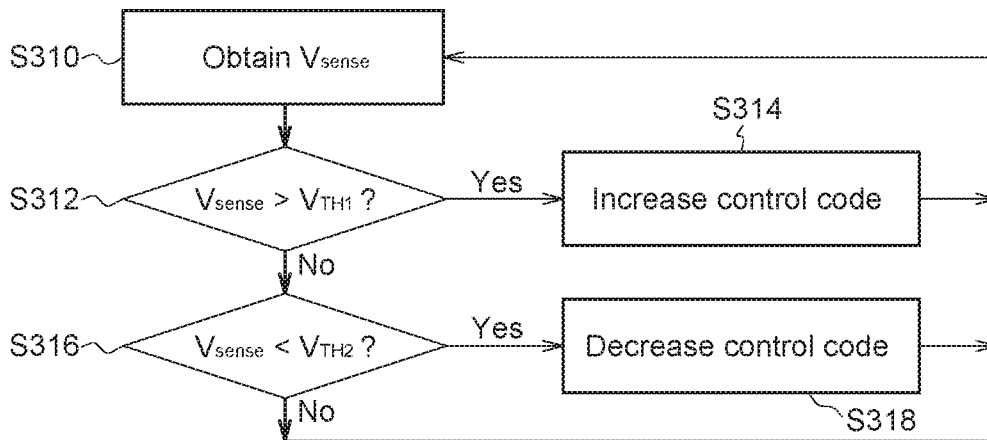 S310
Obtain Vsense
S314
S312
Vsense > VTH1 ?
Yes
Increase control code
No
S316
Vsense < VTH2 ?
Yes
Decrease control code
No
S318